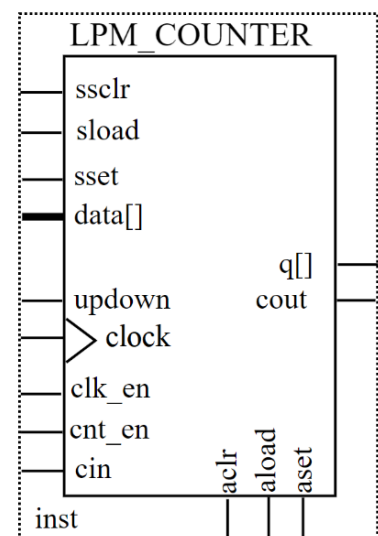 LPM_COUNTER
ssclr
sload
sset
data[]
q[]
updown
cout
clock
clk_en
cnt_en
cin
aclr
aload
aset
inst